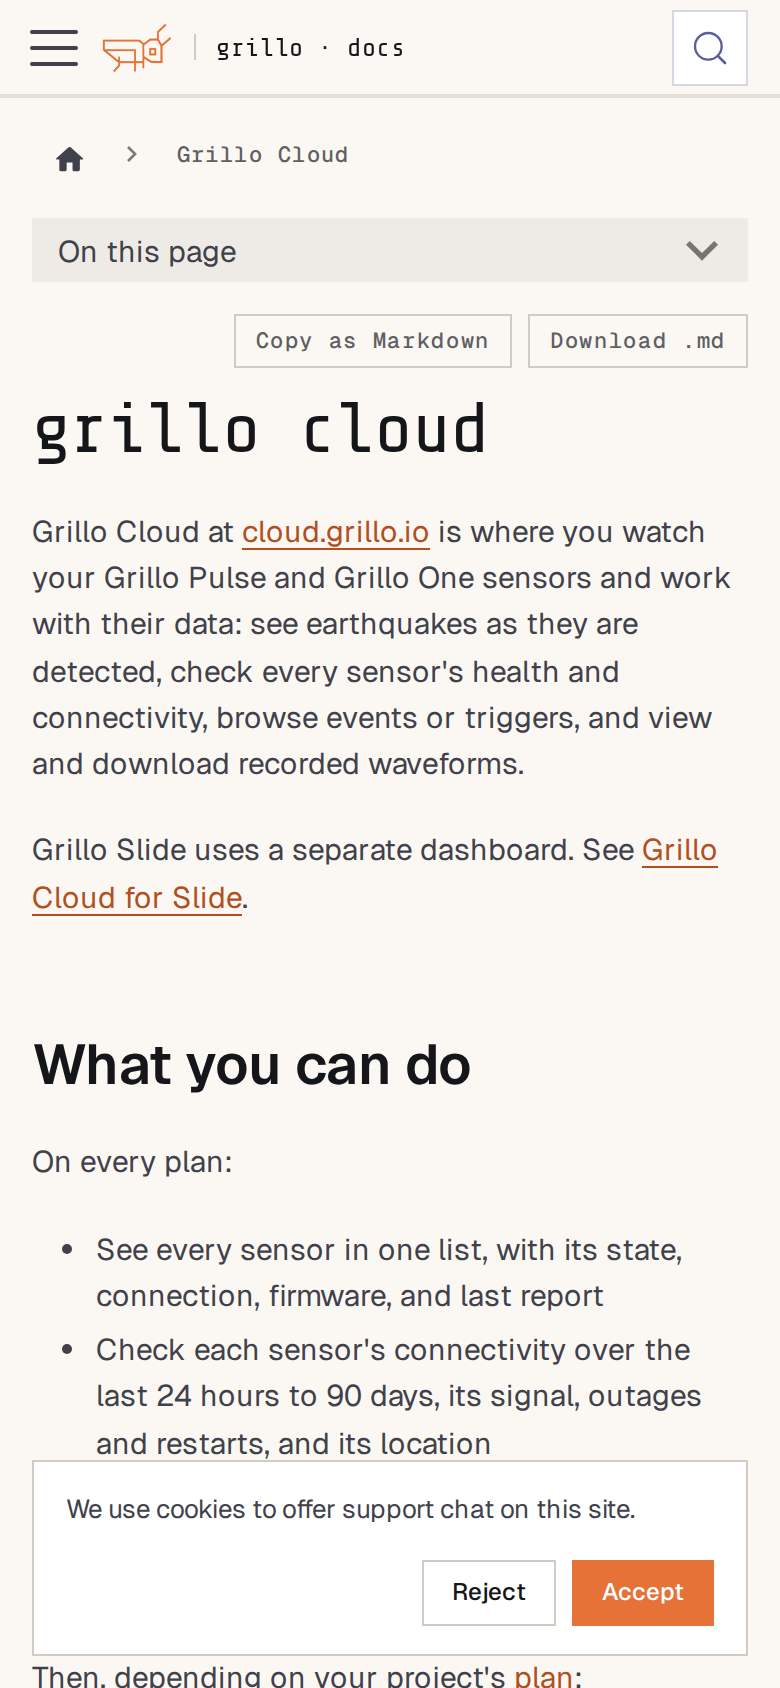 grillo · docs
Grillo Cloud
On this page
Copy as Markdown
Download .md
grillo cloud
Grillo Cloud at cloud.grillo.io is where you watch
your Grillo Pulse and Grillo One sensors and work
with their data: see earthquakes as they are
detected, check every sensor's health and
connectivity, browse events or triggers, and view
and download recorded waveforms.
Grillo Slide uses a separate dashboard. See Grillo
Cloud for Slide.
What you can do
On every plan:
See every sensor in one list, with its state,
connection, firmware, and last report
Check each sensor's connectivity over the
last 24 hours to 90 days, its signal, outages
and restarts, and its location
We use cookies to offer support chat on this site.
Reject
Accept
Then, depending on your project's plan: